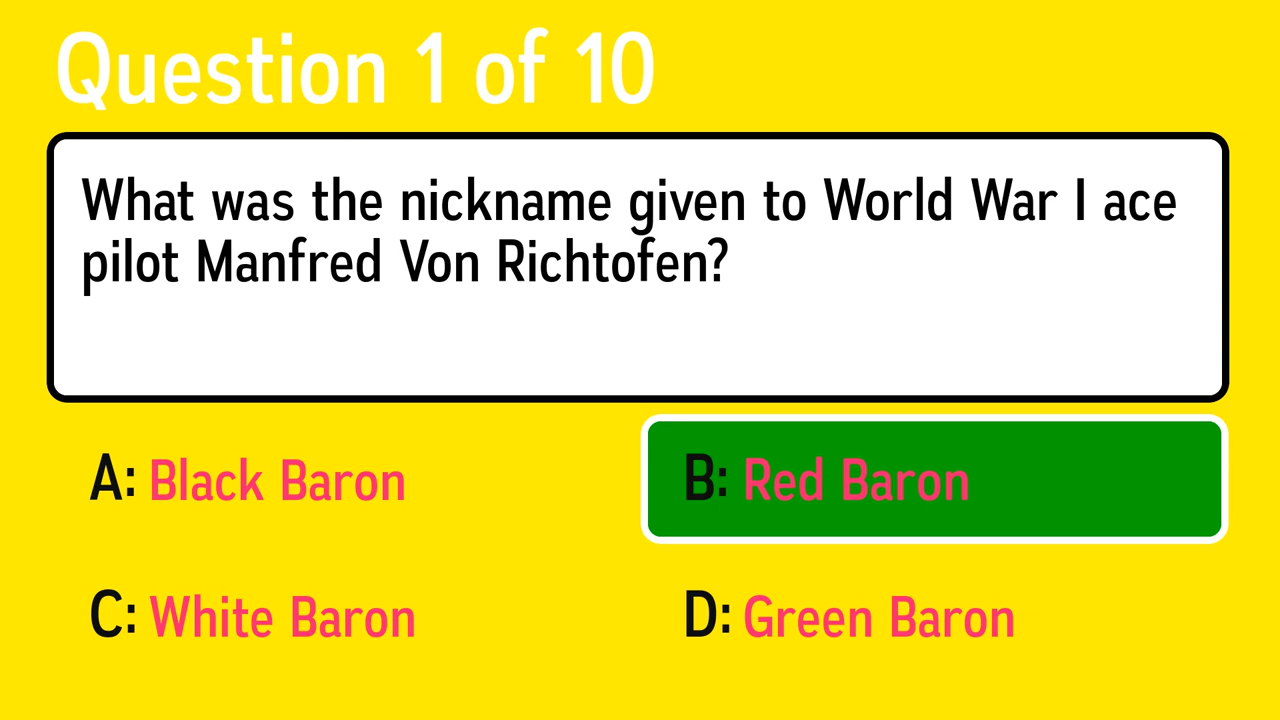 Question 1 of 10
What was the nickname given to World War I ace
pilot Manfred Von Richtofen?
A: Black Baron
B: Red Baron
C: White Baron
D: Green Baron